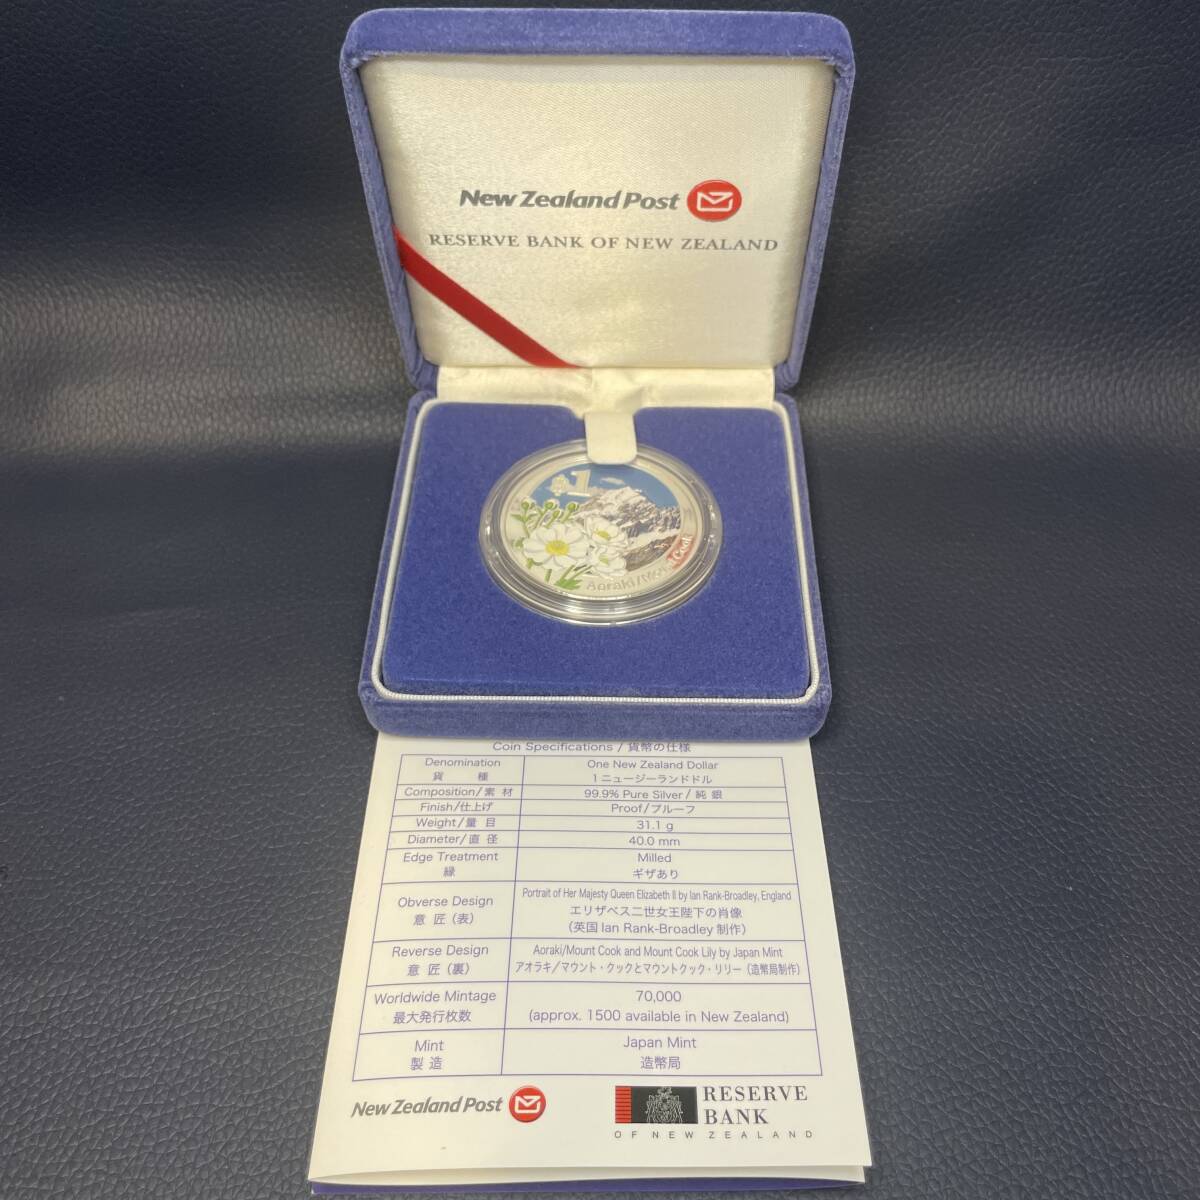 New Zealand Post
RESERVE BANK OF NEW ZEALAND
$1
Aoraki/Mount Cook
Coin Specifications / 貨幣の仕様
Denomination One New Zealand Dollar
貨 種 1ニュージーランドドル
Composition/素 材 99.9% Pure Silver / 純 銀
Finish/仕上げ Proof/プルーフ
Weight/量 目 31.1 g
Diameter/直 径 40.0 mm
Edge Treatment Milled
縁 ギザあり
Obverse Design Portrait of Her Majesty Queen Elizabeth II by Ian Rank-Broadley, England
意 匠（表） エリザベス二世女王陛下の肖像
（英国 Ian Rank-Broadley 制作）
Reverse Design Aoraki/Mount Cook and Mount Cook Lily by Japan Mint
意 匠（裏） アオラキ／マウント・クックとマウントクック・リリー（造幣局制作）
Worldwide Mintage 70,000
最大発行枚数 (approx. 1500 available in New Zealand)
Mint Japan Mint
製 造 造幣局
New Zealand Post
RESERVE
BANK
OF NEW ZEALAND